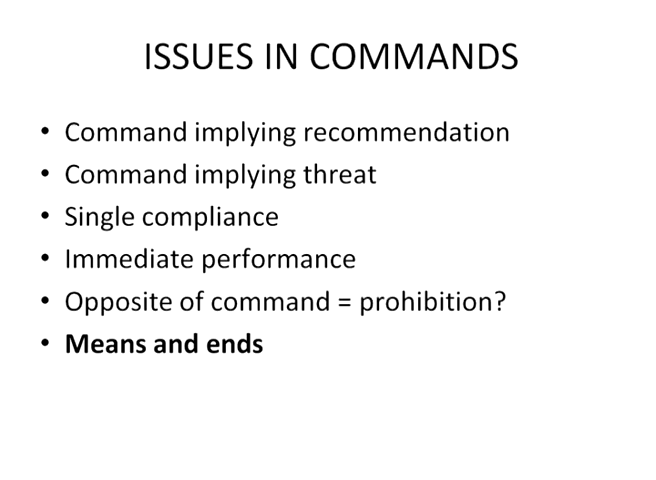 ISSUES IN COMMANDS
• Command implying recommendation
• Command implying threat
• Single compliance
• Immediate performance
• Opposite of command = prohibition?
• Means and ends